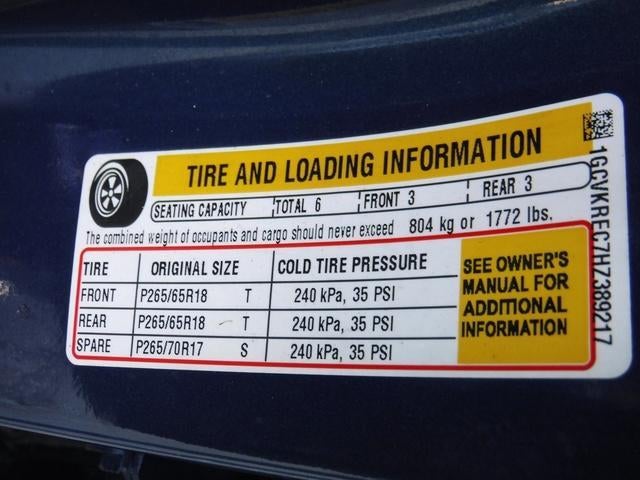 TIRE AND LOADING INFORMATION
SEATING CAPACITY TOTAL 6 FRONT 3 REAR 3
The combined weight of occupants and cargo should never exceed 804 kg or 1772 lbs.
TIRE ORIGINAL SIZE COLD TIRE PRESSURE
FRONT P265/65R18 T 240 kPa, 35 PSI
REAR P265/65R18 T 240 kPa, 35 PSI
SPARE P265/70R17 S 240 kPa, 35 PSI
SEE OWNER'S
MANUAL FOR
ADDITIONAL
INFORMATION
1GCVKREC7HZ389217